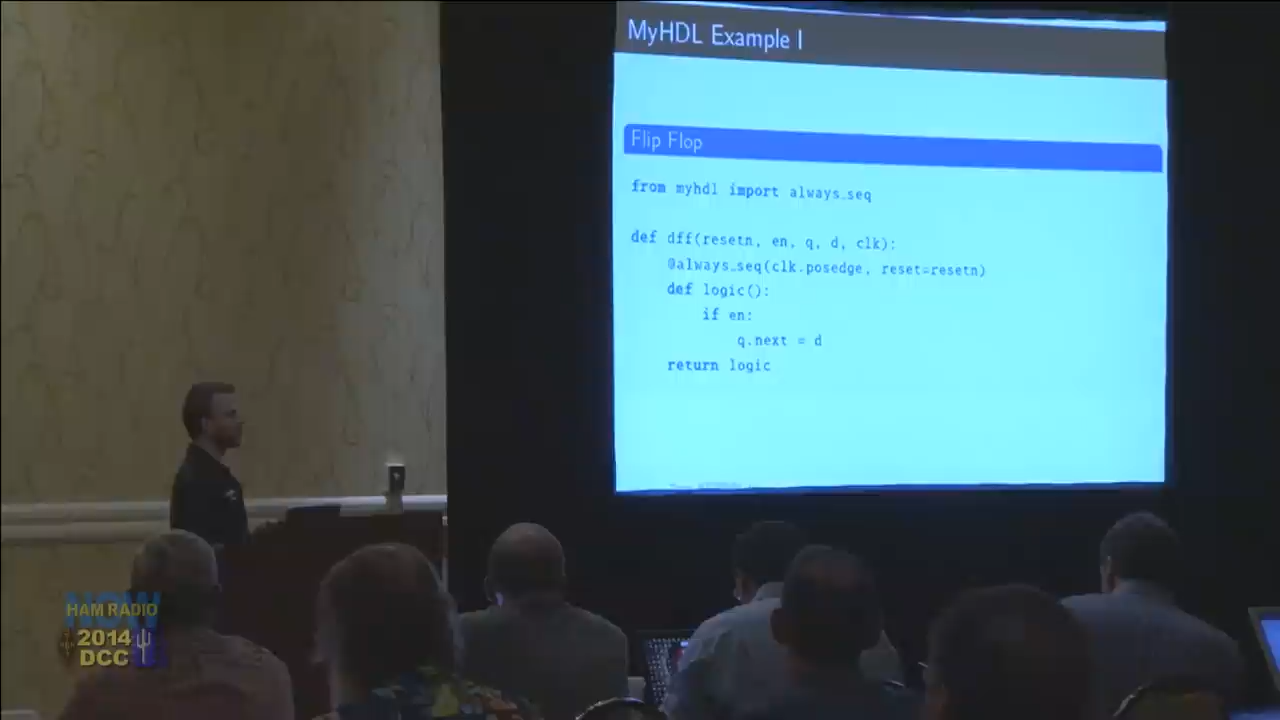 MyHDL Example I
Flip Flop
from myhdl import always_seq
def dff(resetn, en, q, d, clk):
@always_seq(clk.posedge, reset=resetn)
def logic():
if en:
q.next = d
return logic
NOW
HAM RADIO
2014
DCC